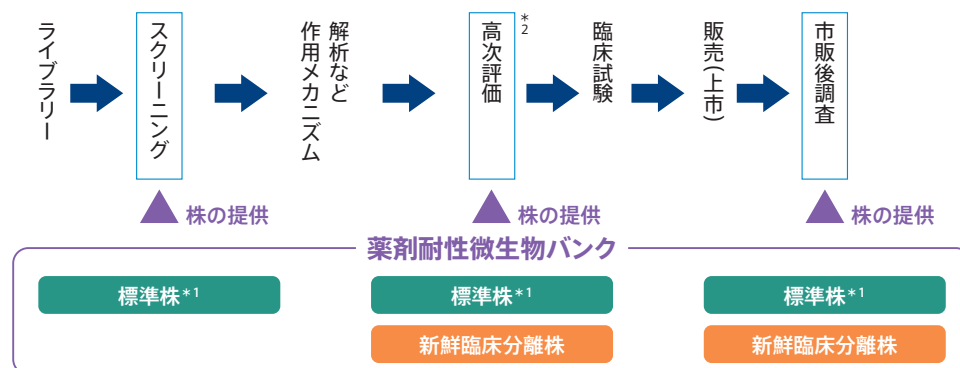 ライブラリー
スクリーニング
作用メカニズム
解析など
高次評価*2
臨床試験
販売(上市)
市販後調査
株の提供
株の提供
株の提供
薬剤耐性微生物バンク
標準株*1
標準株*1
標準株*1
新鮮臨床分離株
新鮮臨床分離株